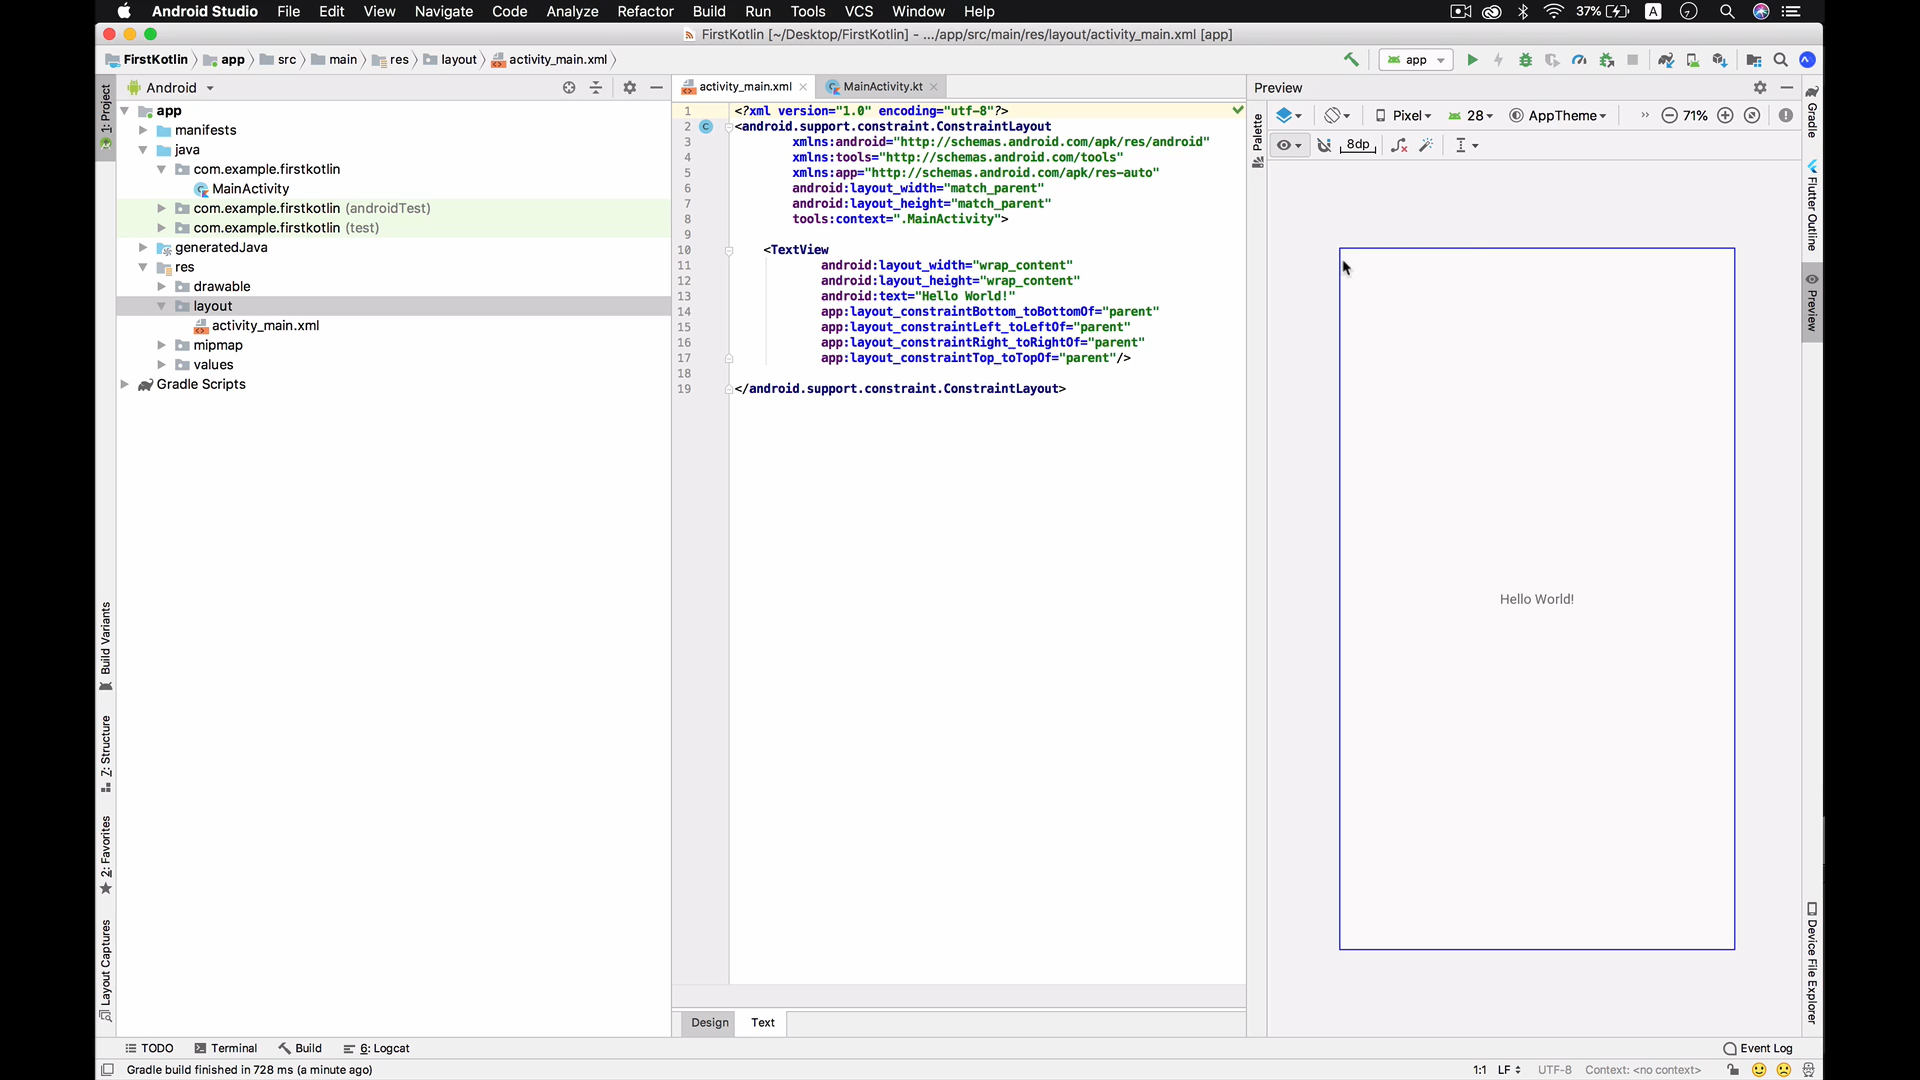 Android Studio File Edit View Navigate Code Analyze Refactor Build Run Tools VCS Window Help 37% A
FirstKotlin [~/Desktop/FirstKotlin] - .../app/src/main/res/layout/activity_main.xml [app]
FirstKotlin app src main res layout activity_main.xml app
Android
activity_main.xml MainActivity.kt
Preview
1: Project
app
manifests
java
com.example.firstkotlin
MainActivity
com.example.firstkotlin (androidTest)
com.example.firstkotlin (test)
generatedJava
res
drawable
layout
activity_main.xml
mipmap
values
Gradle Scripts
Build Variants
7: Structure
2: Favorites
Layout Captures
1 <?xml version="1.0" encoding="utf-8"?>
2 <android.support.constraint.ConstraintLayout
3 xmlns:android="http://schemas.android.com/apk/res/android"
4 xmlns:tools="http://schemas.android.com/tools"
5 xmlns:app="http://schemas.android.com/apk/res-auto"
6 android:layout_width="match_parent"
7 android:layout_height="match_parent"
8 tools:context=".MainActivity">
9
10 <TextView
11 android:layout_width="wrap_content"
12 android:layout_height="wrap_content"
13 android:text="Hello World!"
14 app:layout_constraintBottom_toBottomOf="parent"
15 app:layout_constraintLeft_toLeftOf="parent"
16 app:layout_constraintRight_toRightOf="parent"
17 app:layout_constraintTop_toTopOf="parent"/>
18
19 </android.support.constraint.ConstraintLayout>
Design Text
Palette
Pixel 28 AppTheme >> 71%
8dp
Hello World!
Gradle
Flutter Outline
Preview
Device File Explorer
TODO Terminal Build 6: Logcat Event Log
Gradle build finished in 728 ms (a minute ago) 1:1 LF UTF-8 Context: <no context>